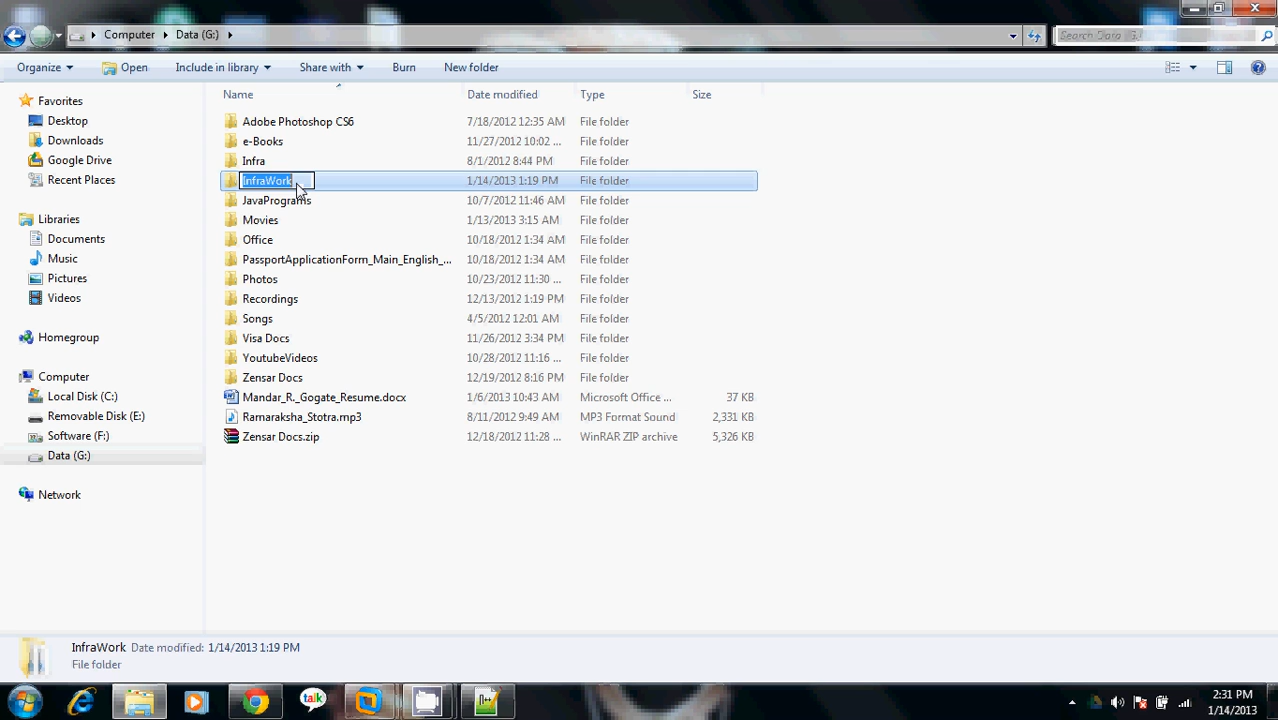 Computer Data (G:) Search Data (G:)
Organize Open Include in library Share with Burn New folder
Name Date modified Type Size
Favorites
Desktop
Downloads
Google Drive
Recent Places
Libraries
Documents
Music
Pictures
Videos
Homegroup
Computer
Local Disk (C:)
Removable Disk (E:)
Software (F:)
Data (G:)
Network
Adobe Photoshop CS6 7/18/2012 12:35 AM File folder
e-Books 11/27/2012 10:02 ... File folder
Infra 8/1/2012 8:44 PM File folder
InfraWork 1/14/2013 1:19 PM File folder
JavaPrograms 10/7/2012 11:46 AM File folder
Movies 1/13/2013 3:15 AM File folder
Office 10/18/2012 1:34 AM File folder
PassportApplicationForm_Main_English_... 10/18/2012 1:34 AM File folder
Photos 10/23/2012 11:30 ... File folder
Recordings 12/13/2012 1:19 PM File folder
Songs 4/5/2012 12:01 AM File folder
Visa Docs 11/26/2012 3:34 PM File folder
YoutubeVideos 10/28/2012 11:16 ... File folder
Zensar Docs 12/19/2012 8:16 PM File folder
Mandar_R._Gogate_Resume.docx 1/6/2013 10:43 AM Microsoft Office ... 37 KB
Ramaraksha_Stotra.mp3 8/11/2012 9:49 AM MP3 Format Sound 2,331 KB
Zensar Docs.zip 12/18/2012 11:28 ... WinRAR ZIP archive 5,326 KB
InfraWork Date modified: 1/14/2013 1:19 PM
File folder
talk
2:31 PM
1/14/2013